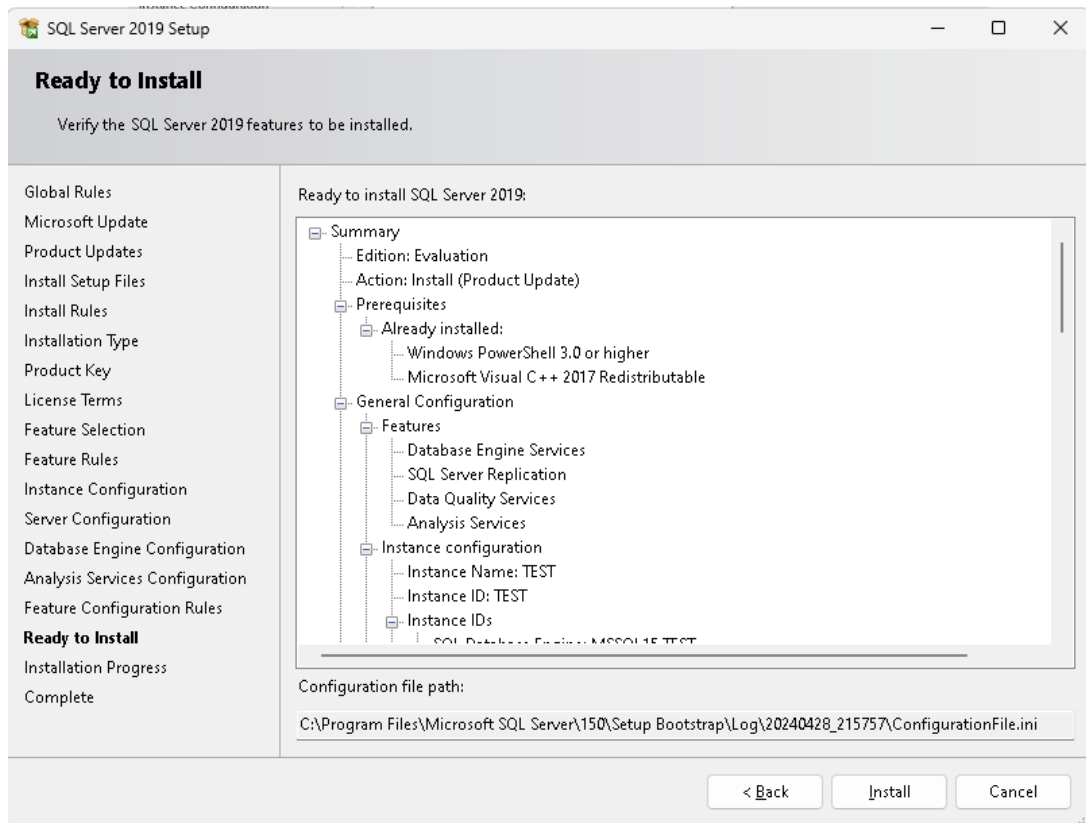 SQL Server 2019 Setup
Ready to Install
Verify the SQL Server 2019 features to be installed.
Global Rules
Microsoft Update
Product Updates
Install Setup Files
Install Rules
Installation Type
Product Key
License Terms
Feature Selection
Feature Rules
Instance Configuration
Server Configuration
Database Engine Configuration
Analysis Services Configuration
Feature Configuration Rules
Ready to Install
Installation Progress
Complete
Ready to install SQL Server 2019:
Summary
Edition: Evaluation
Action: Install (Product Update)
Prerequisites
Already installed:
Windows PowerShell 3.0 or higher
Microsoft Visual C++ 2017 Redistributable
General Configuration
Features
Database Engine Services
SQL Server Replication
Data Quality Services
Analysis Services
Instance configuration
Instance Name: TEST
Instance ID: TEST
Instance IDs
SQL Database Engine: MSSQL15.TEST
Configuration file path:
C:\Program Files\Microsoft SQL Server\150\Setup Bootstrap\Log\20240428_215757\ConfigurationFile.ini
< Back
Install
Cancel